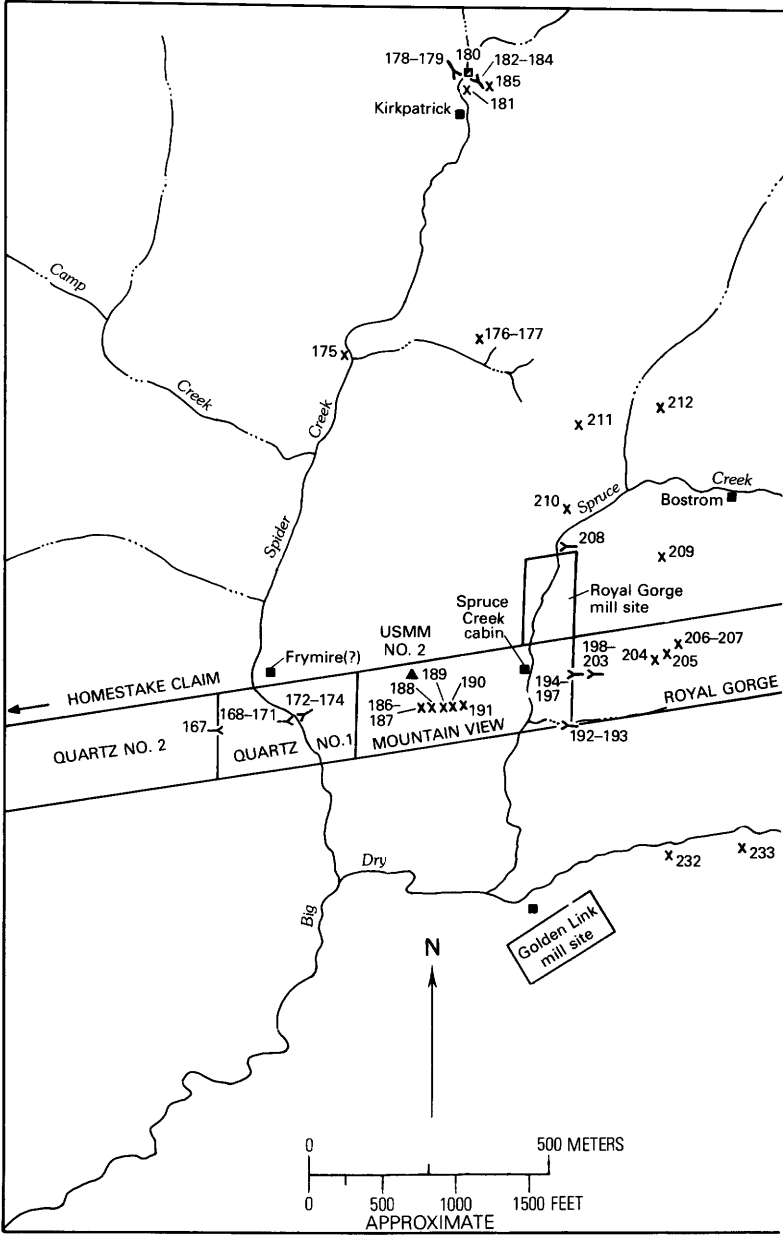 180
178–179
182–184
185
181
Kirkpatrick
Camp
Creek
176–177
175
Creek
212
211
Spruce
Creek
Bostrom
210
208
209
Spider
Royal Gorge
mill site
Spruce
Creek
cabin
USMM
NO. 2
206–207
198–
203
204
205
Frymire(?)
HOMESTAKE CLAIM
189
190
188
194–
197
ROYAL GORGE
172–174
168–171
186–
187
191
167
QUARTZ NO. 2
QUARTZ NO.1
MOUNTAIN VIEW
192–193
Dry
232
233
Big
Golden Link
mill site
N
0 500 METERS
0 500 1000 1500 FEET
APPROXIMATE